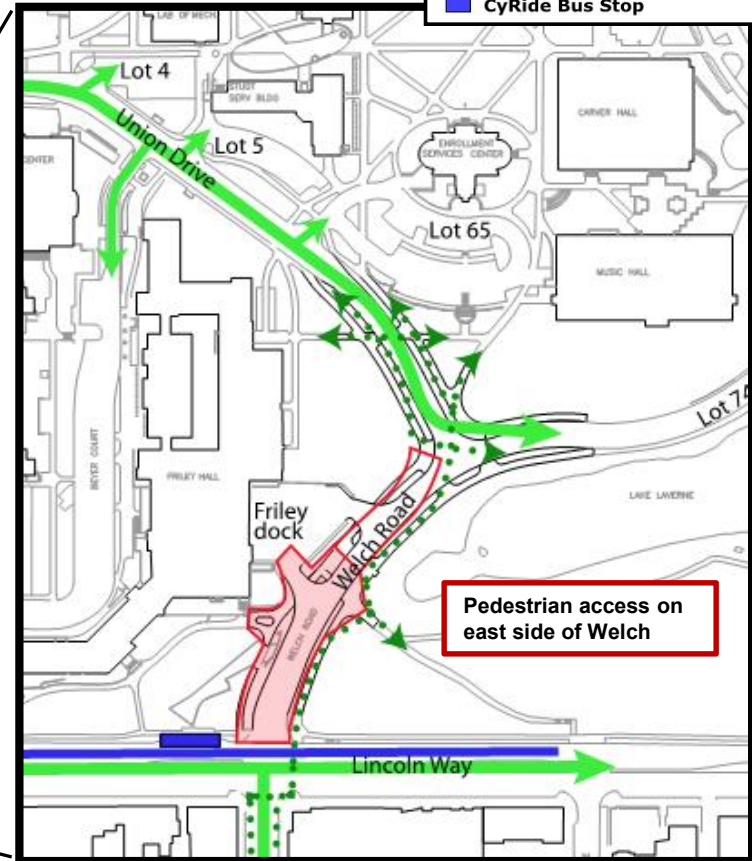 CyRide Bus Stop
LAB OF MECH.
Lot 4
STUDT
SERV BLDG
CARVER HALL
Union Drive
Lot 5
ENROLLMENT
SERVICES CENTER
CENTER
Lot 65
MUSIC HALL
Lot 74
BEYER COURT
FRILEY HALL
LAKE LAVERNE
Friley
dock
Welch Road
Pedestrian access on
east side of Welch
WELCH ROAD
Lincoln Way